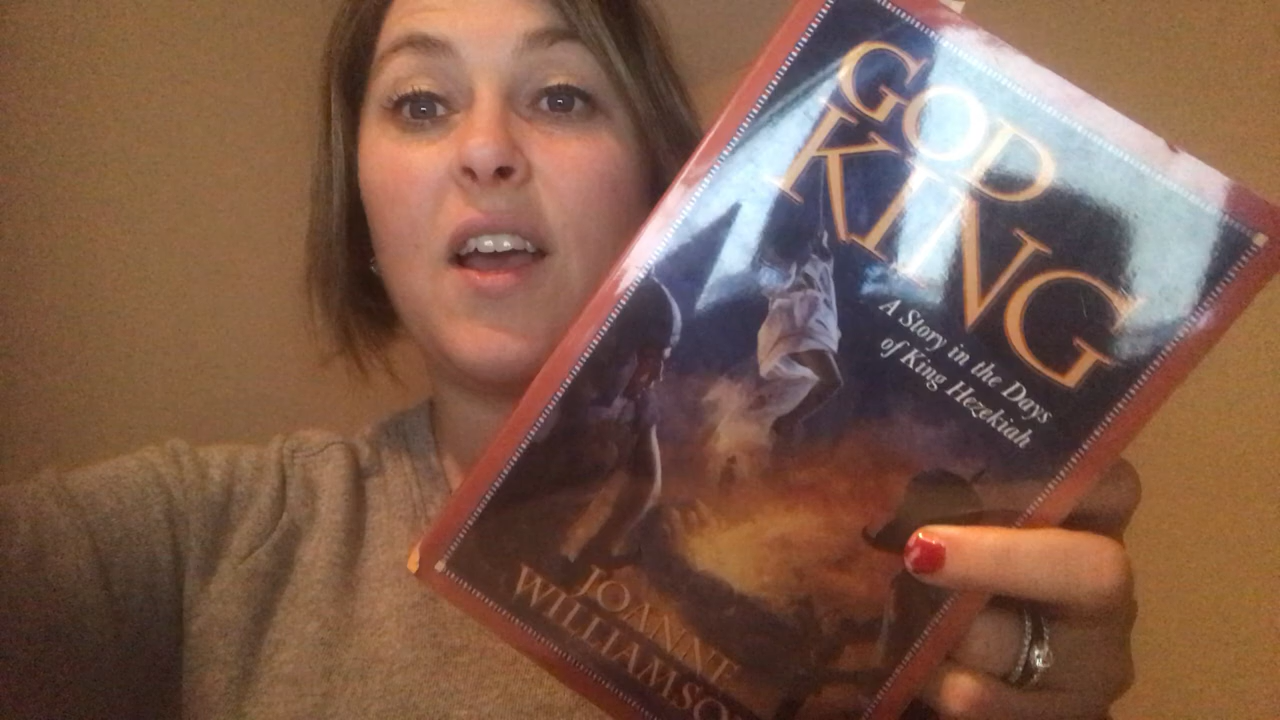 GOD
KING
A Story in the Days
of King Hezekiah
JOANNE
WILLIAMSO